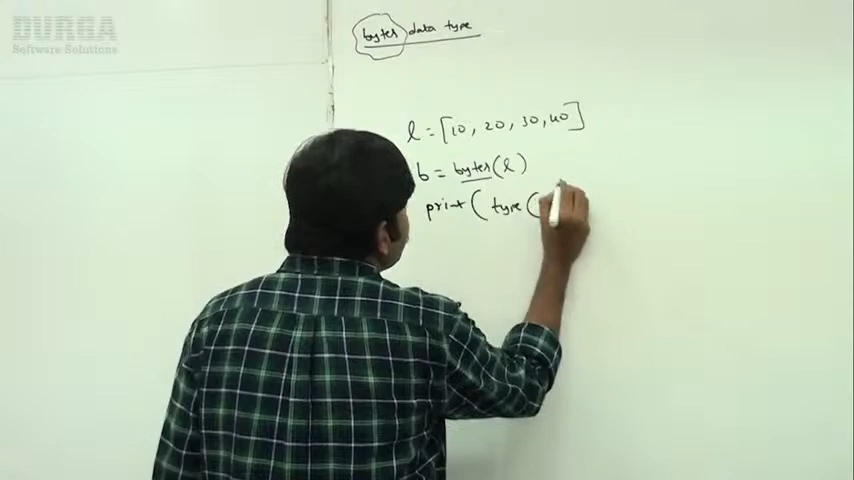 DURGA
Software Solutions
bytes data type
l = [10, 20, 30, 40]
b = bytes(l)
print( type(